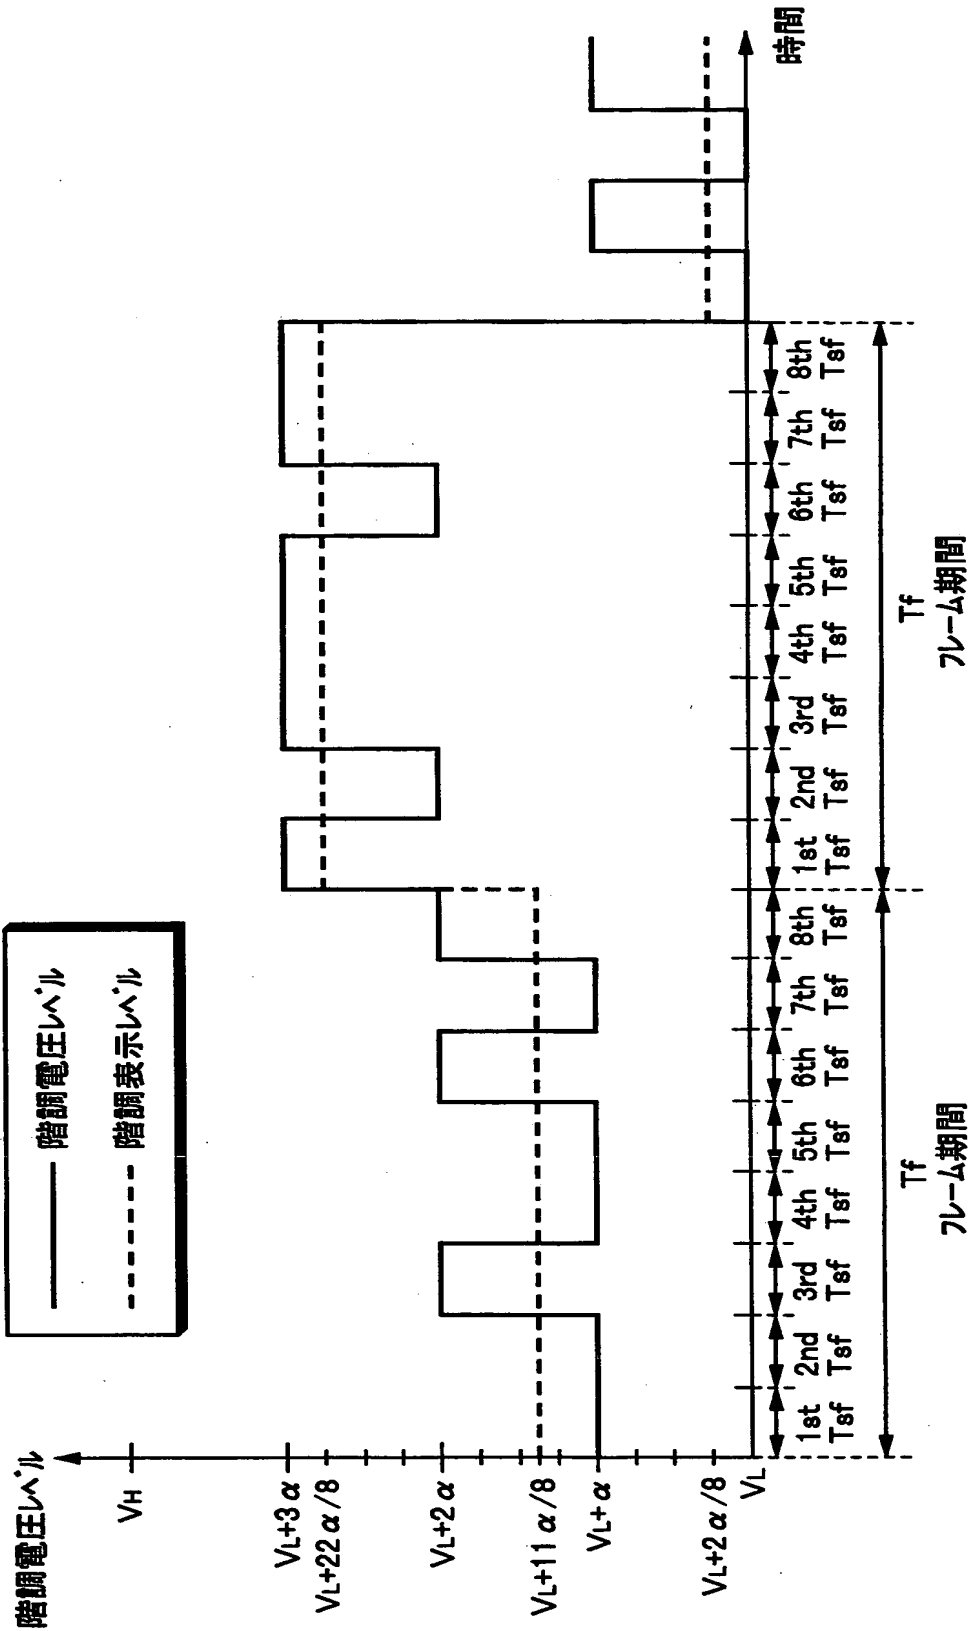 階調電圧レベル
階調電圧レベル
階調表示レベル
VH
VL+3α
VL+22α/8
VL+2α
VL+11α/8
VL+α
VL+2α/8
VL
時間
1st 2nd 3rd 4th 5th 6th 7th 8th 1st 2nd 3rd 4th 5th 6th 7th 8th
Tsf Tsf Tsf Tsf Tsf Tsf Tsf Tsf Tsf Tsf Tsf Tsf Tsf Tsf Tsf Tsf
Tf Tf
フレーム期間 フレーム期間